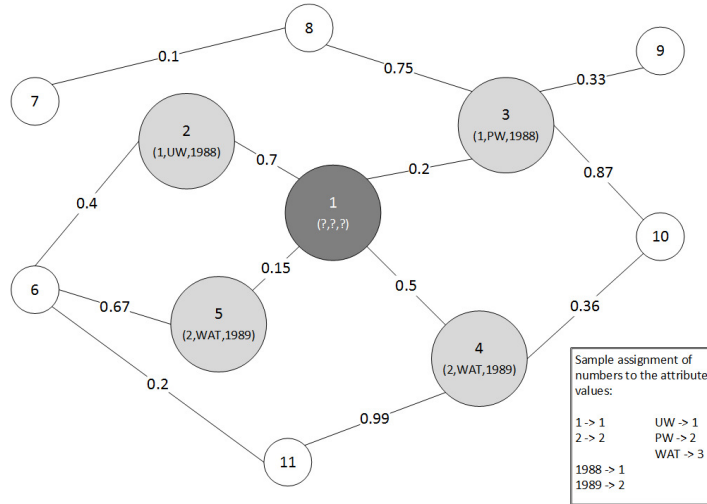 8
9
0.1
0.75
0.33
7
3
(1,PW,1988)
2
(1,UW,1988)
0.7
0.2
0.87
1
(?,?,?)
0.4
10
0.15
6
0.67
0.5
5
(2,WAT,1989)
0.36
4
(2,WAT,1989)
0.2
0.99
11
Sample assignment of
numbers to the attribute
values:
1 -> 1 UW -> 1
2 -> 2 PW -> 2
WAT -> 3
1988 -> 1
1989 -> 2